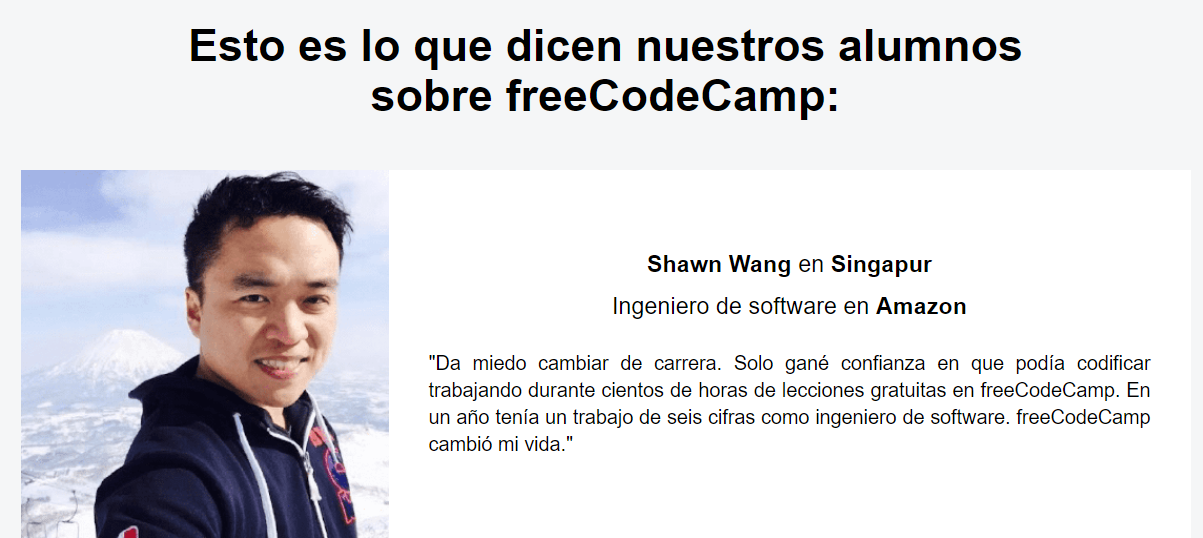 Esto es lo que dicen nuestros alumnos
sobre freeCodeCamp:
Shawn Wang en Singapur
Ingeniero de software en Amazon
"Da miedo cambiar de carrera. Solo gané confianza en que podía codificar
trabajando durante cientos de horas de lecciones gratuitas en freeCodeCamp. En
un año tenía un trabajo de seis cifras como ingeniero de software. freeCodeCamp
cambió mi vida."